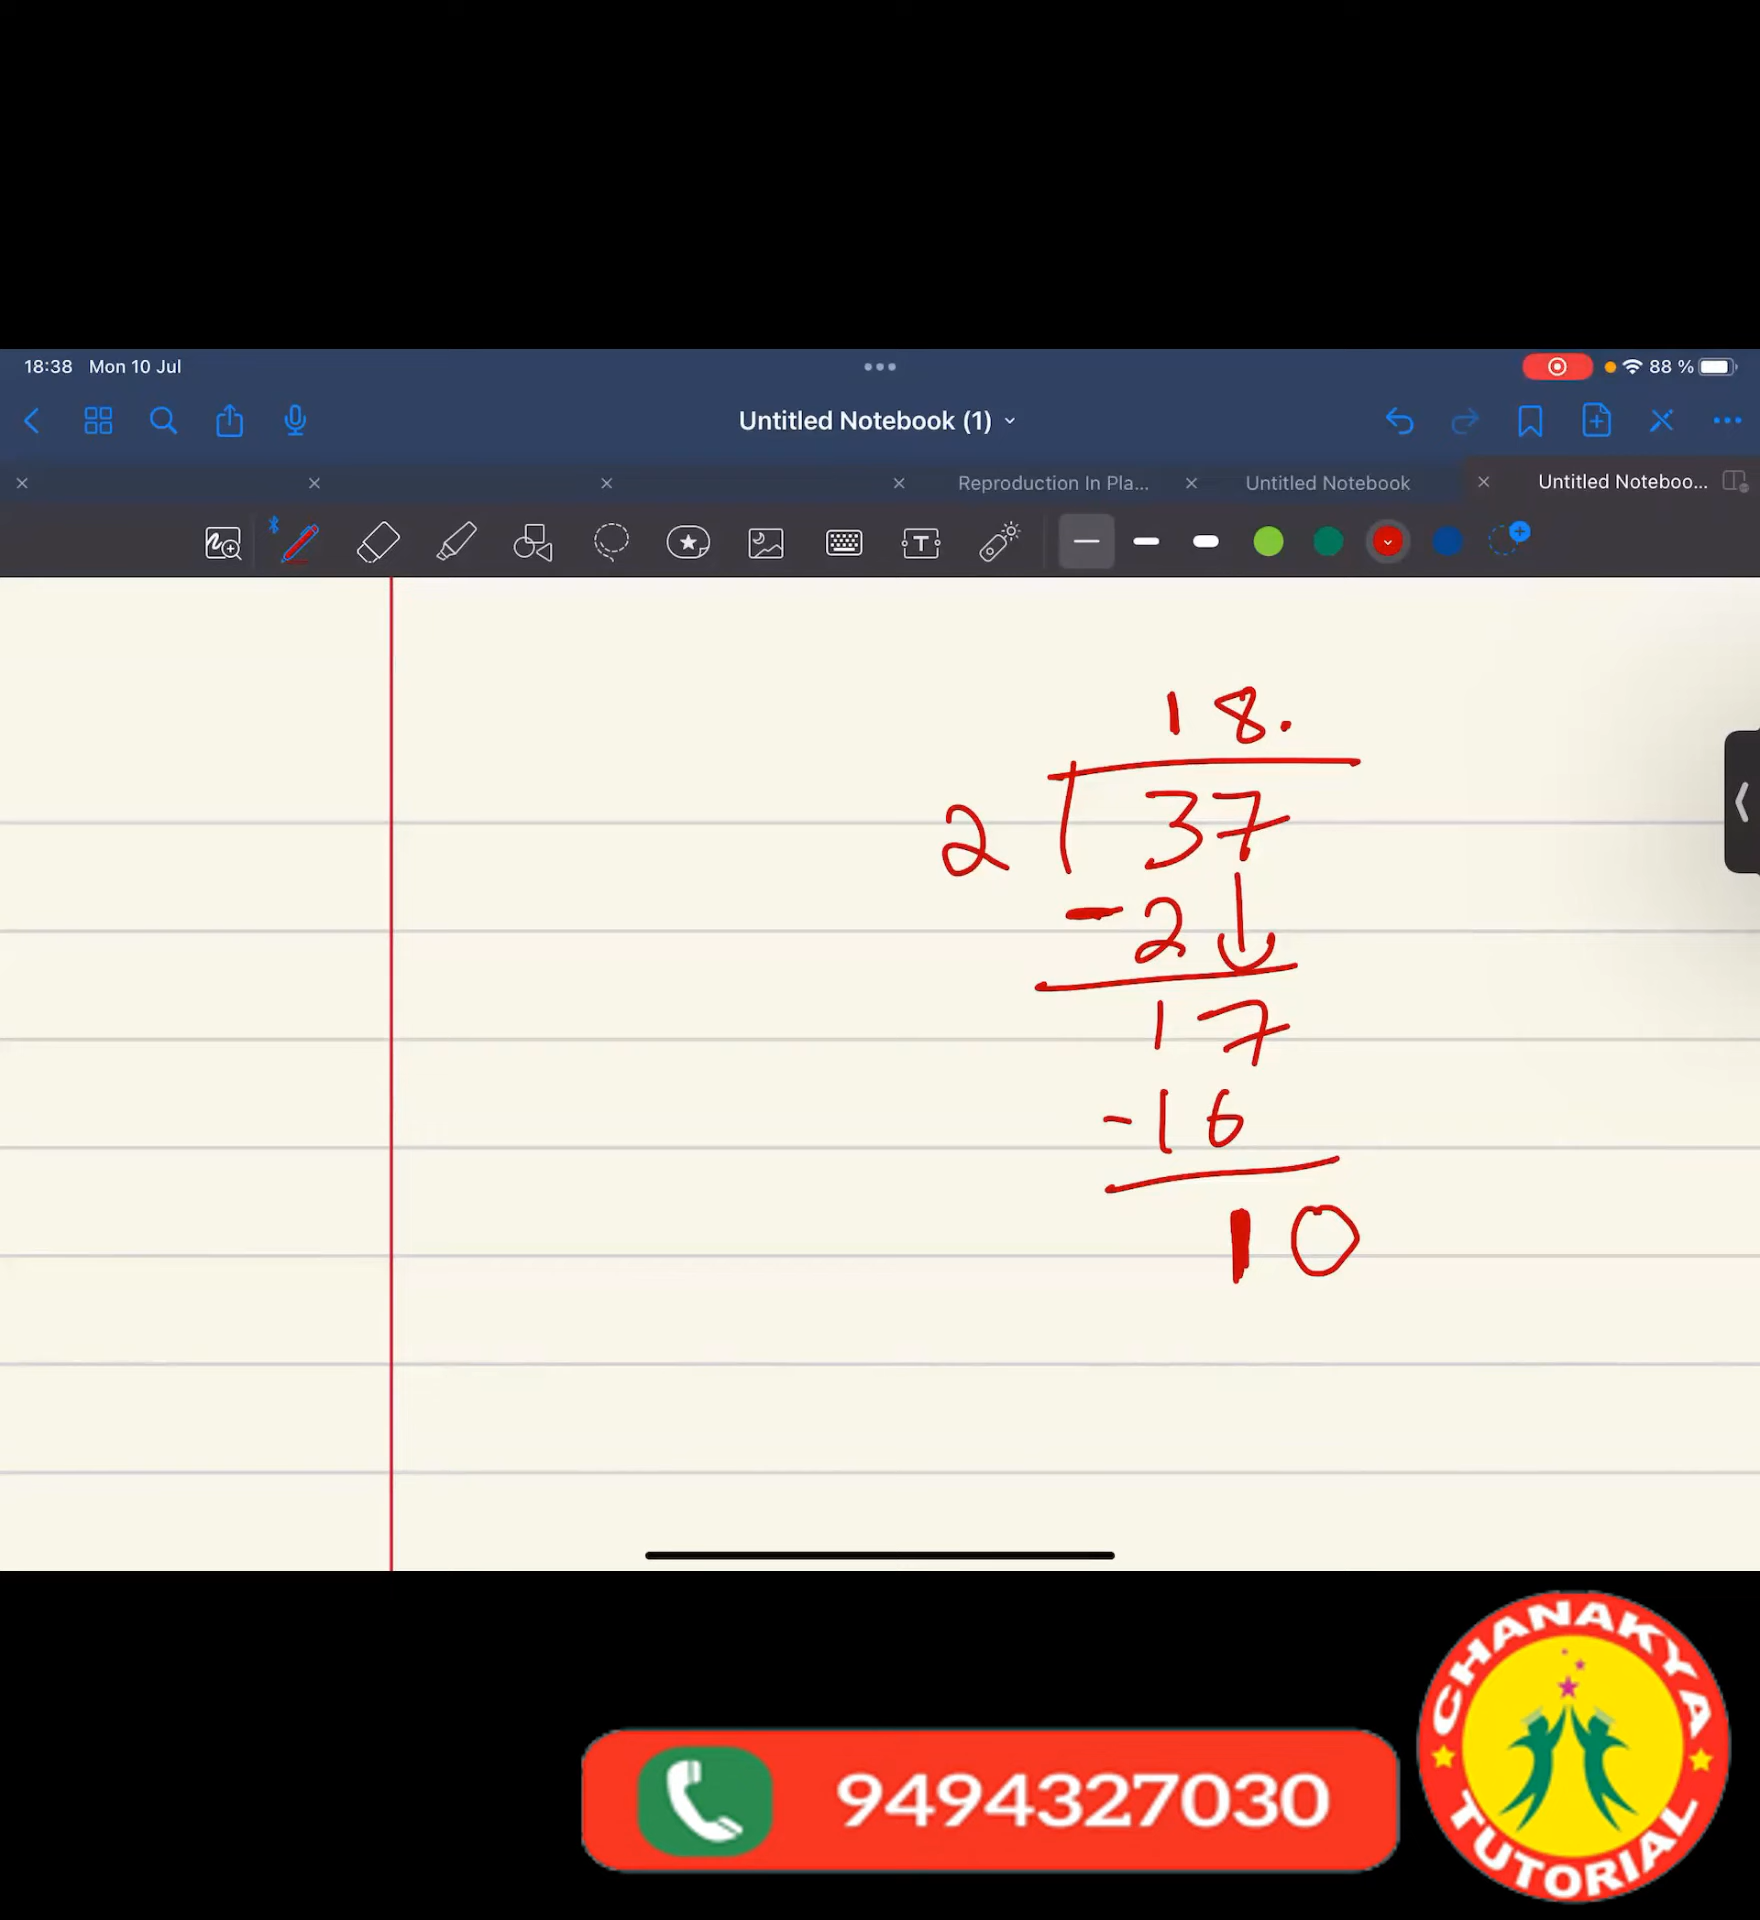 18:38 Mon 10 Jul
88 %
Untitled Notebook (1)
Reproduction In Pla...
Untitled Notebook
Untitled Noteboo...
T
18.
2 37
-2
17
-16
10
9494327030
CHANAKYA
TUTORIAL